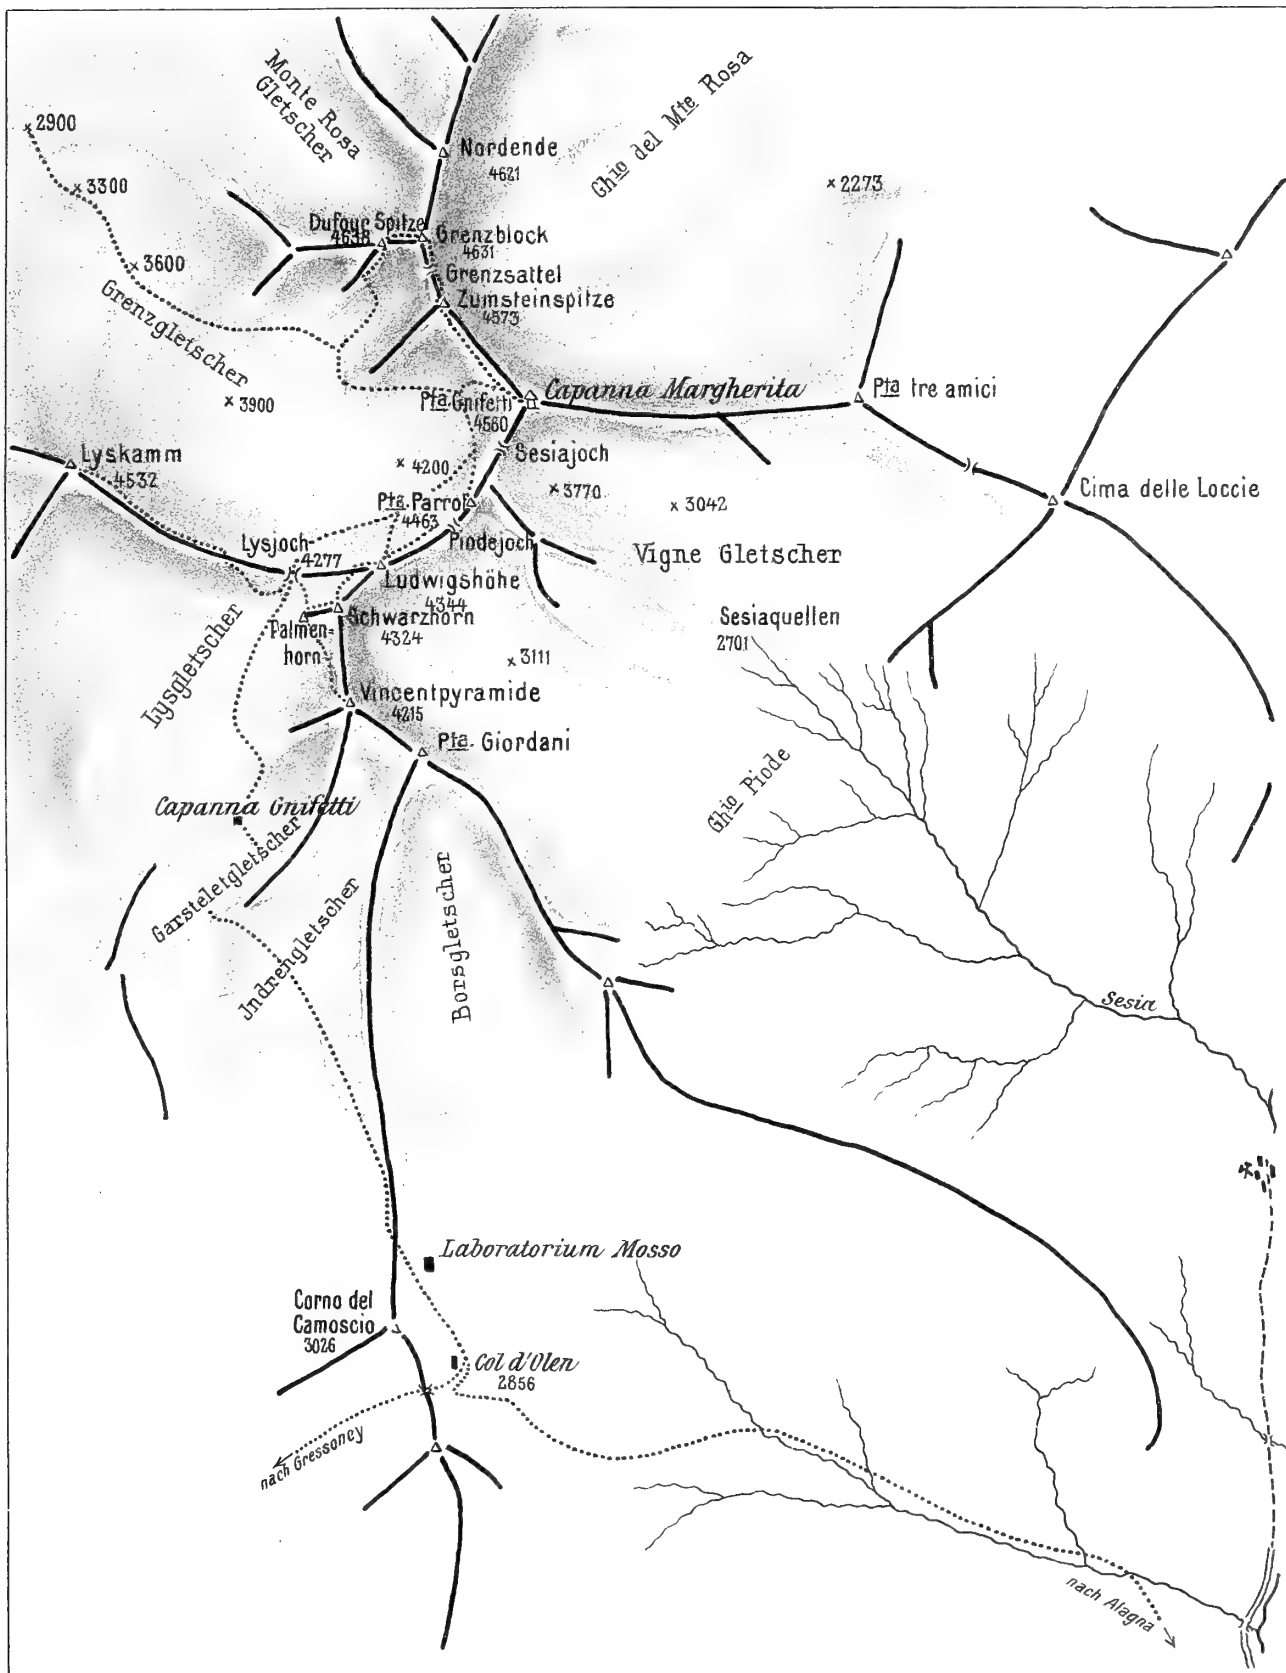 Monte Rosa
Gletscher
2900
3300
3600
Grenzgletscher
3900
Nordende
4621
Ghio del Mte Rosa
2273
Dufour Spitze
4638
Grenzblock
4631
Grenzsattel
Zumsteinspitze
4573
Pta Gnifetti
4560
Capanna Margherita
Pta tre amici
Lyskamm
4532
4200
Sesiajoch
3770
3042
Cima delle Loccie
Pta. Parrot
4463
Piodejoch
Vigne Gletscher
Lysjoch
4277
Ludwigshöhe
4344
Schwarzhorn
4324
Balmen-
horn
Sesiaquellen
2701
3111
Lysgletscher
Vincentpyramide
4215
Pta. Giordani
Ghio Piode
Capanna Gnifetti
Garsteletgletscher
Indrengletscher
Borsgletscher
Sesia
Laboratorium Mosso
Corno del
Camoscio
3026
Col d'Olen
2856
nach Gressoney
nach Alagna